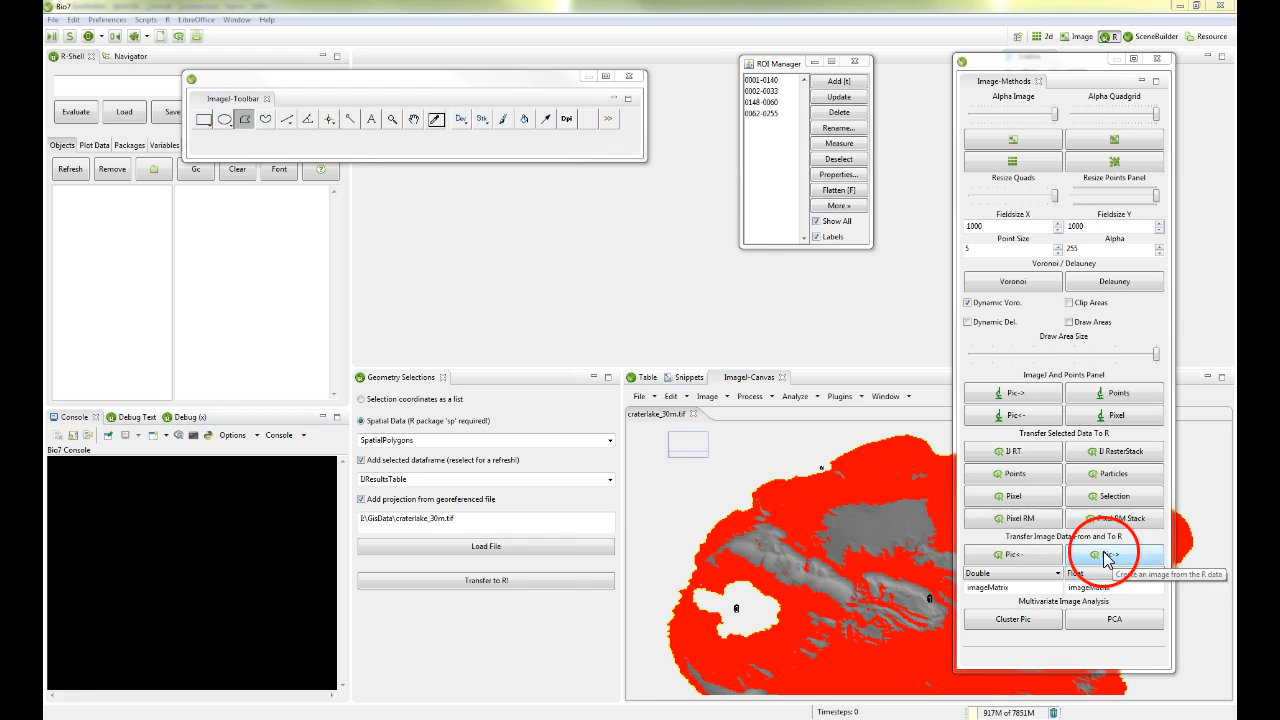 Bio7
File Edit Preferences Scripts R LibreOffice Window Help
2d Image R SceneBuilder Resource
R-Shell Navigator
Evaluate Load Save
Objects Plot Data Packages Variables
Refresh Remove Gc Clear Font
ImageJ-Toolbar
A Dev Stk Dpi >>
ROI Manager
0001-0140
0002-0033
0148-0060
0062-0255
Add [t]
Update
Delete
Rename...
Measure
Deselect
Properties...
Flatten [F]
More »
Show All
Labels
Image-Methods
Alpha Image Alpha Quadgrid
Resize Quads Resize Points Panel
Fieldsize X Fieldsize Y
1000 1000
Point Size Alpha
5 255
Voronoi / Delauney
Voronoi Delauney
Dynamic Voro. Clip Areas
Dynamic Del. Draw Areas
Draw Area Size
ImageJ And Points Panel
Pic-> Points
Pic<- Pixel
Transfer Selected Data To R
IJ RT IJ RasterStack
Points Particles
Pixel Selection
Pixel RM Pixel RM Stack
Transfer Image Data From and To R
Pic<-
Double Float
Create an image from the R data
imageMatrix imageMatrix
Multivariate Image Analysis
Cluster Pic PCA
Geometry Selections
Selection coordinates as a list
Spatial Data (R package 'sp' required!)
SpatialPolygons
Add selected dataframe (reselect for a refresh!)
IJResultsTable
Add projection from georeferenced file
I:\GisData\craterlake_30m.tif
Load File
Transfer to R!
Table Snippets ImageJ-Canvas
File Edit Image Process Analyze Plugins Window
craterlake_30m.tif
Console Debug Text Debug (x)
Options Console
Bio7 Console
Timesteps: 0 917M of 7851M